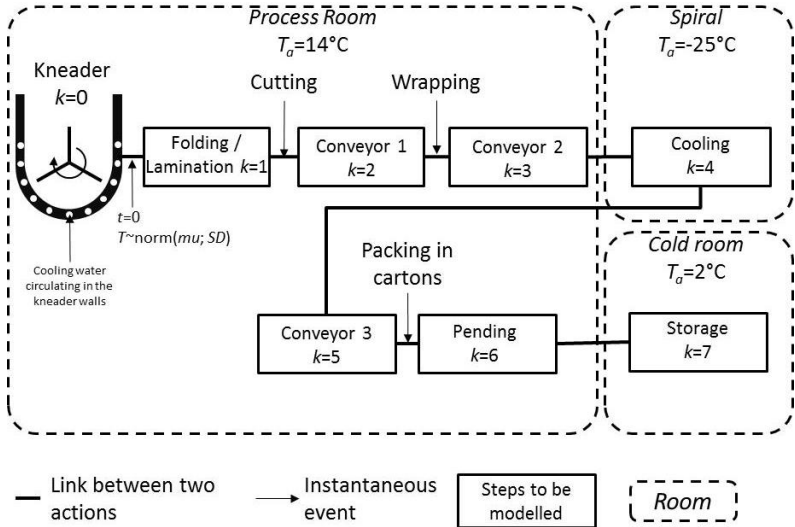 Process Room
Tₐ=14°C
Spiral
Tₐ=-25°C
Kneader
k=0
Cutting
Wrapping
Folding /
Lamination k=1
Conveyor 1
k=2
Conveyor 2
k=3
Cooling
k=4
t=0
T~norm(mu; SD)
Cooling water
circulating in the
kneader walls
Packing in
cartons
Cold room
Tₐ=2°C
Conveyor 3
k=5
Pending
k=6
Storage
k=7
Link between two
actions
Instantaneous
event
Steps to be
modelled
Room